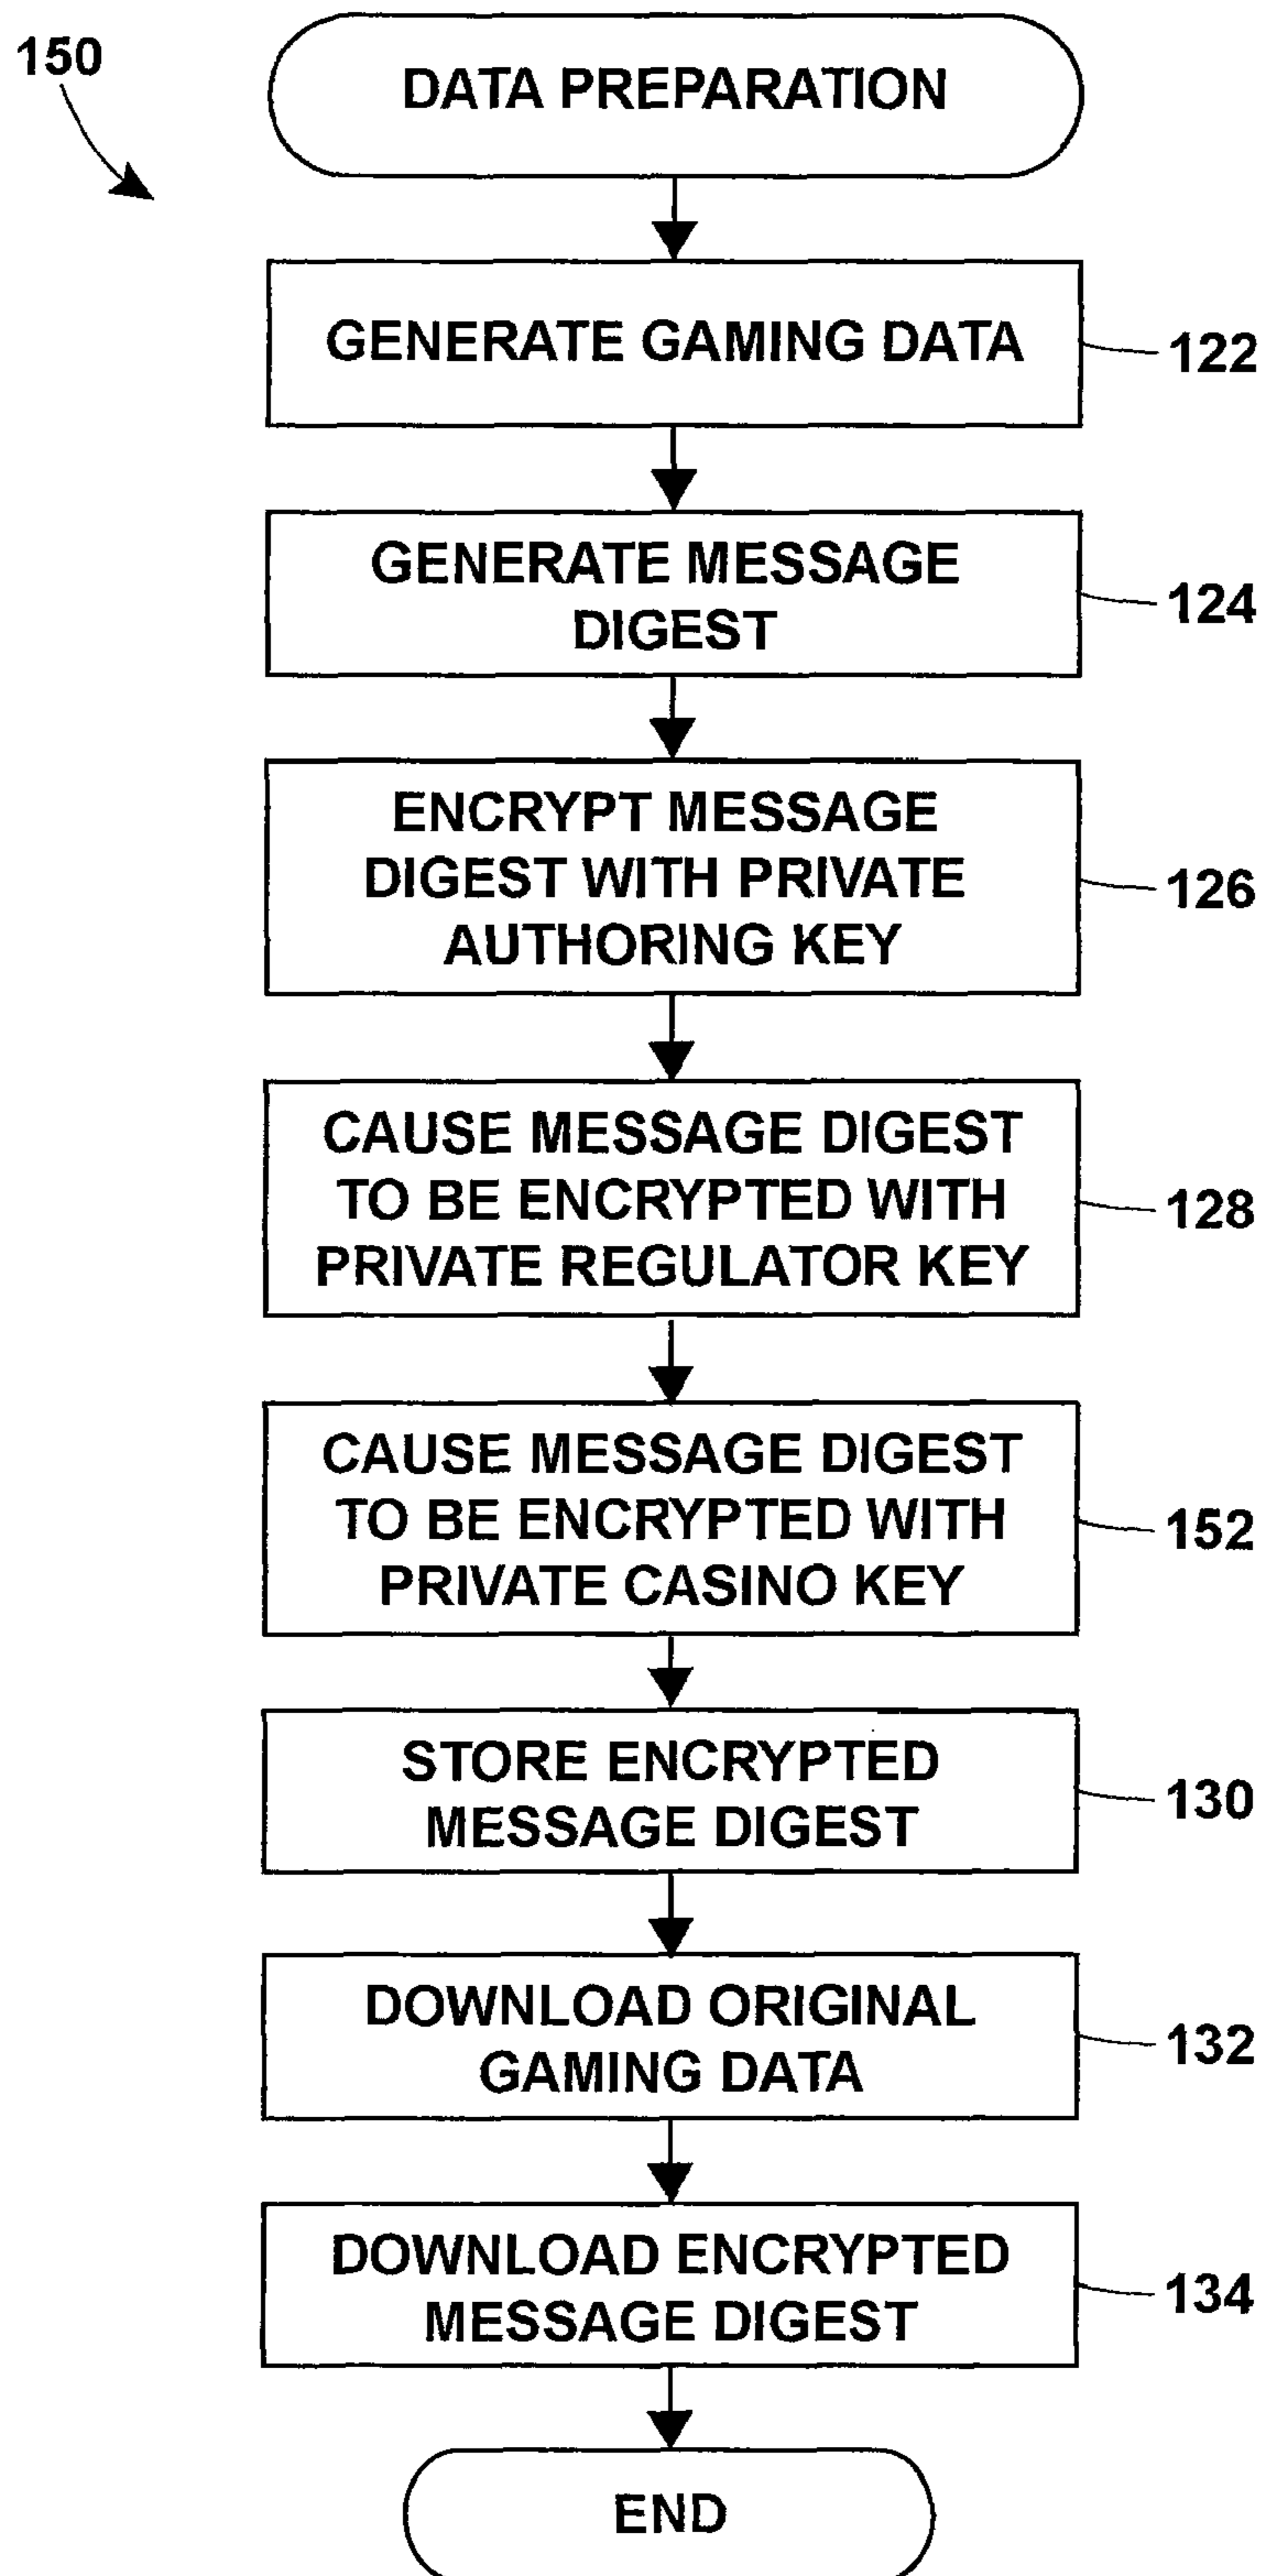 150
DATA PREPARATION
GENERATE GAMING DATA
122
GENERATE MESSAGE
DIGEST
124
ENCRYPT MESSAGE
DIGEST WITH PRIVATE
AUTHORING KEY
126
CAUSE MESSAGE DIGEST
TO BE ENCRYPTED WITH
PRIVATE REGULATOR KEY
128
CAUSE MESSAGE DIGEST
TO BE ENCRYPTED WITH
PRIVATE CASINO KEY
152
STORE ENCRYPTED
MESSAGE DIGEST
130
DOWNLOAD ORIGINAL
GAMING DATA
132
DOWNLOAD ENCRYPTED
MESSAGE DIGEST
134
END